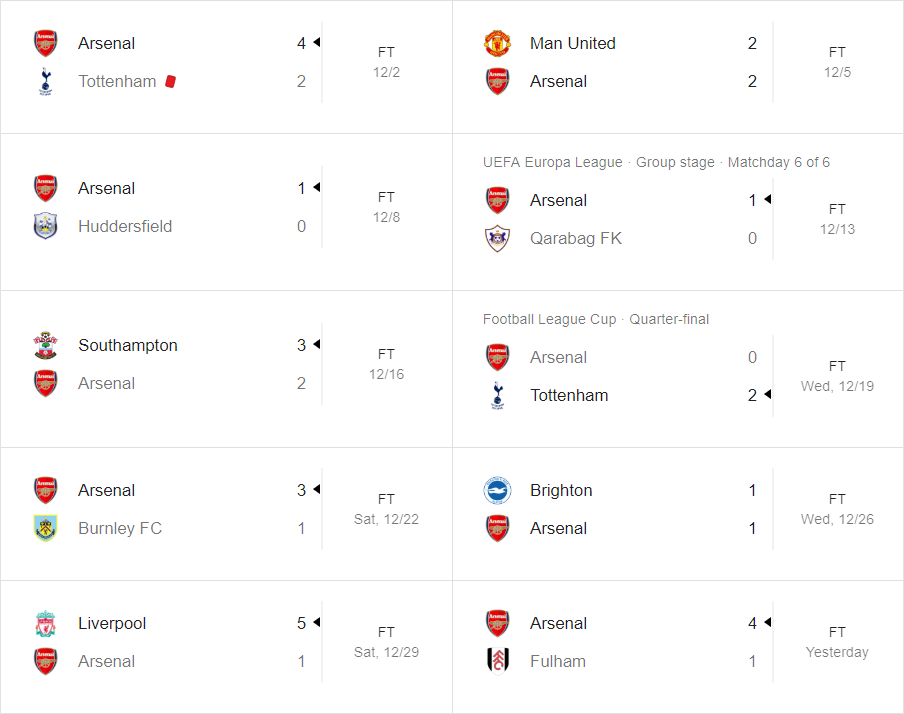 Arsenal 4
Tottenham 2
FT
12/2
Man United 2
Arsenal 2
FT
12/5
Arsenal 1
Huddersfield 0
FT
12/8
UEFA Europa League · Group stage · Matchday 6 of 6
Arsenal 1
Qarabag FK 0
FT
12/13
Southampton 3
Arsenal 2
FT
12/16
Football League Cup · Quarter-final
Arsenal 0
Tottenham 2
FT
Wed, 12/19
Arsenal 3
Burnley FC 1
FT
Sat, 12/22
Brighton 1
Arsenal 1
FT
Wed, 12/26
Liverpool 5
Arsenal 1
FT
Sat, 12/29
Arsenal 4
Fulham 1
FT
Yesterday